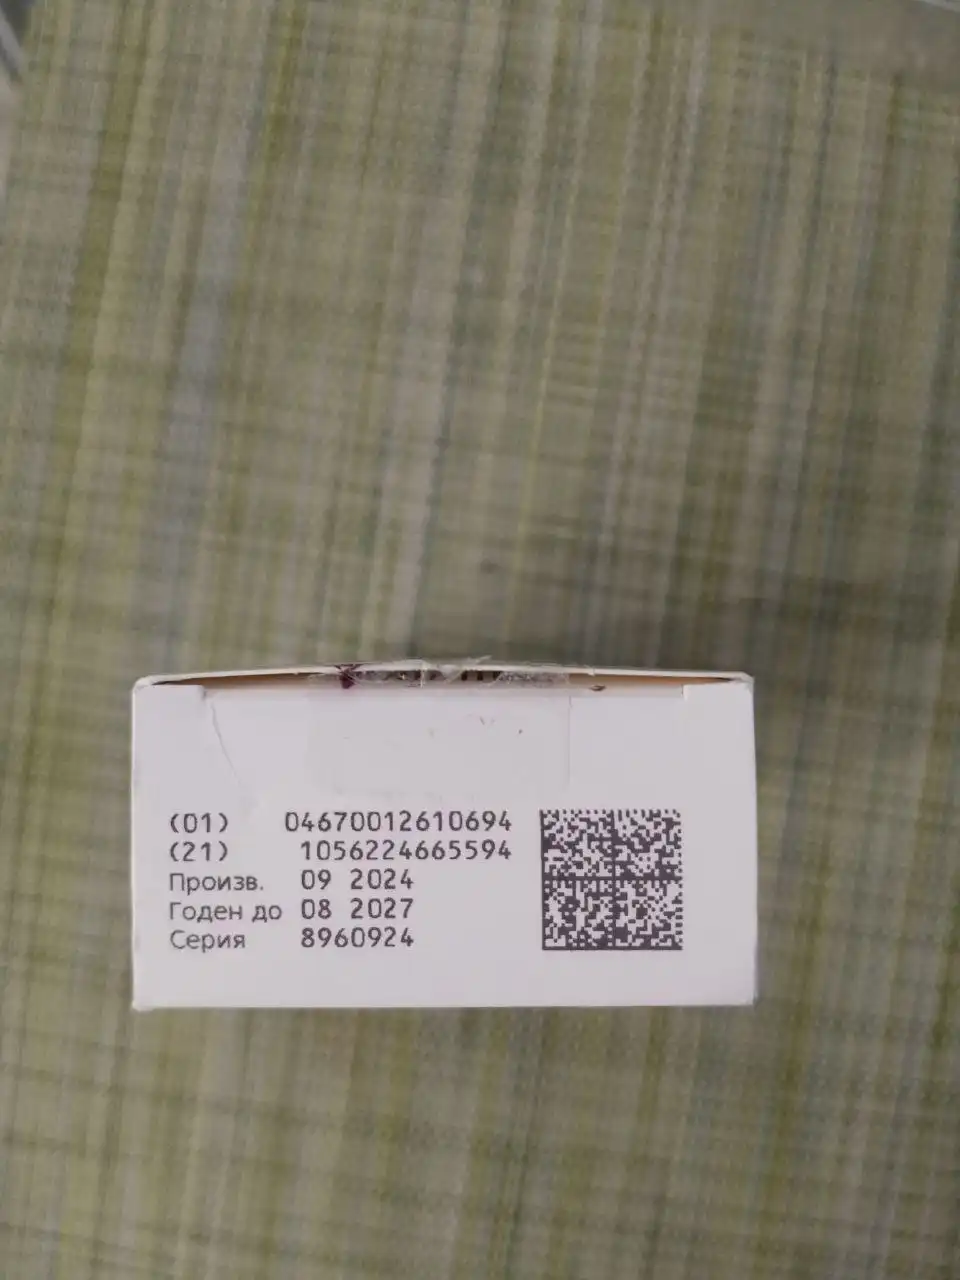 (01) 04670012610694
(21) 1056224665594
Произв. 09 2024
Годен до 08 2027
Серия 8960924